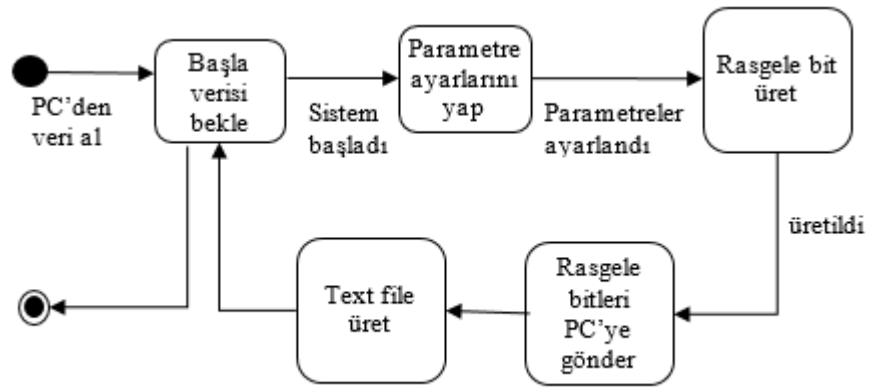 Başla
verisi
bekle
PC'den
veri al
Sistem
başladı
Parametre
ayarlarını
yap
Parametreler
ayarlandı
Rasgele bit
üret
üretildi
Rasgele
bitleri
PC'ye
gönder
Text file
üret